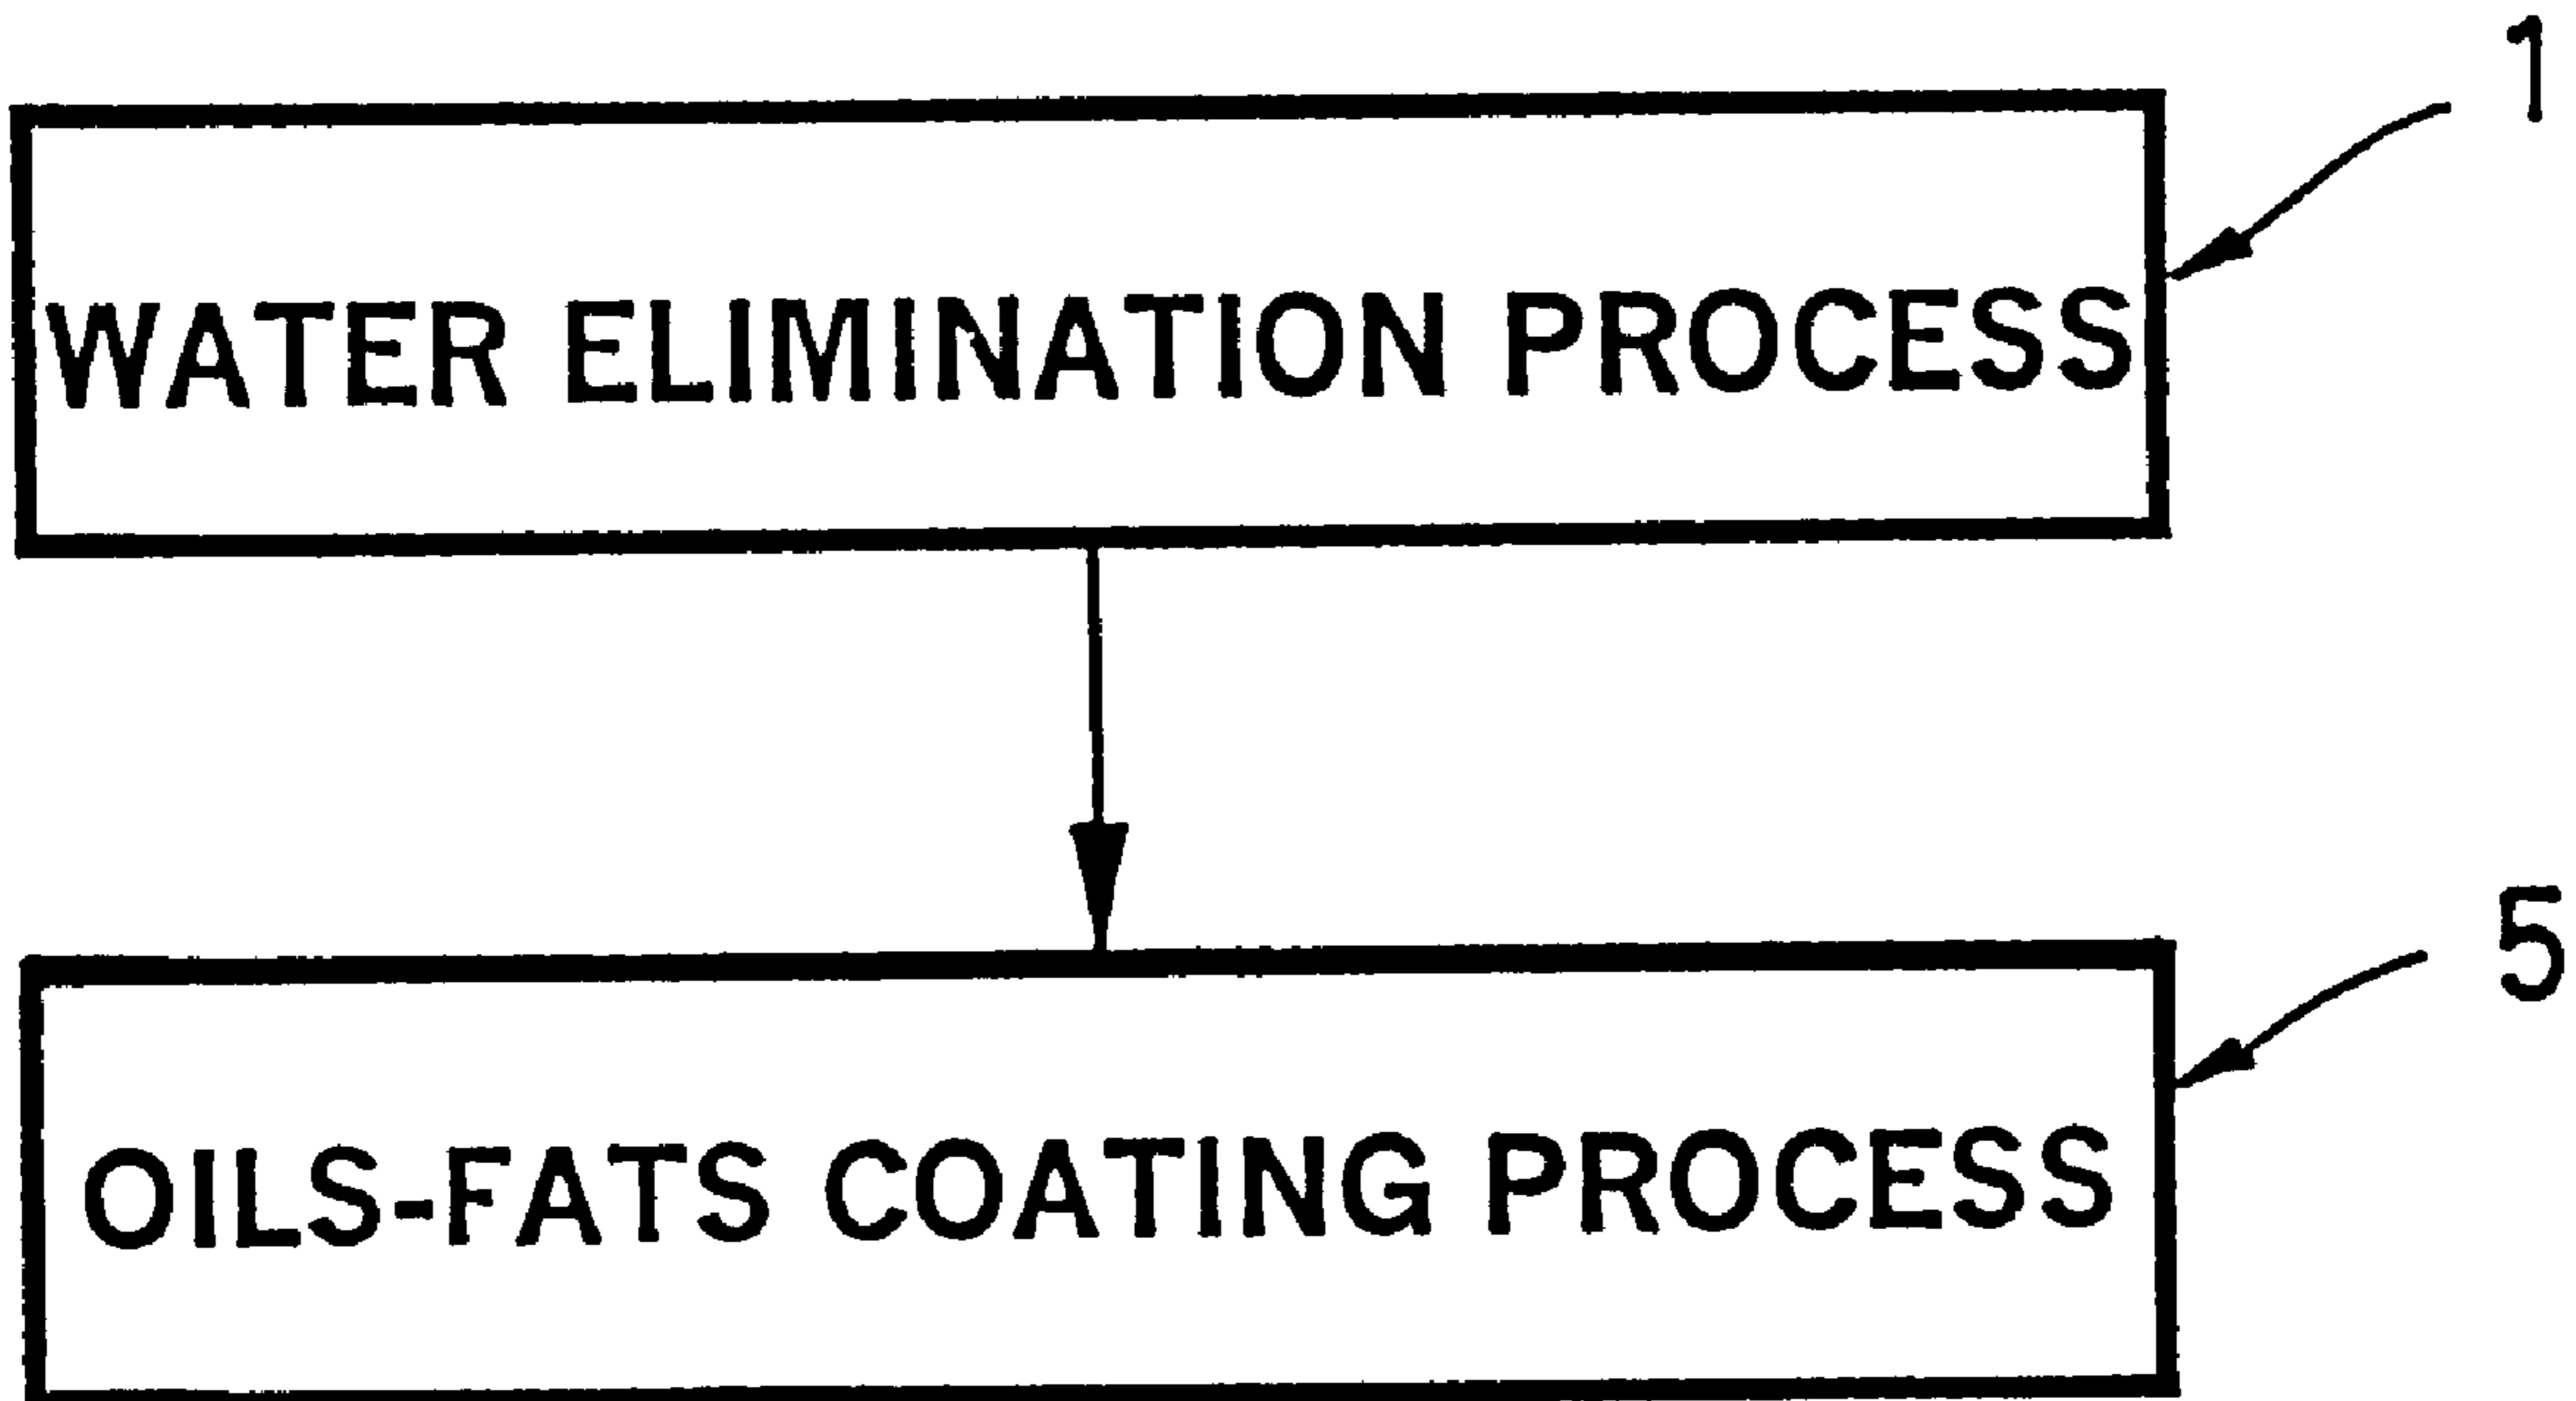 1
WATER ELIMINATION PROCESS
5
OILS-FATS COATING PROCESS